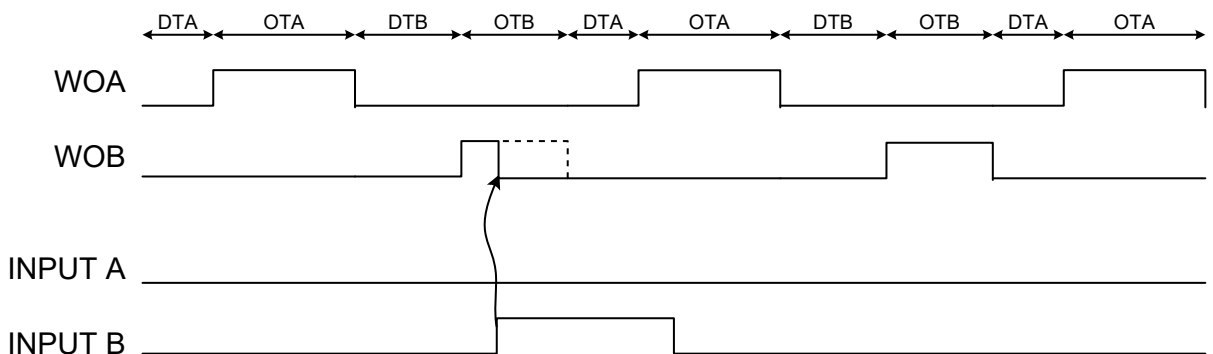 DTA OTA DTB OTB DTA OTA DTB OTB DTA OTA
WOA
WOB
INPUT A
INPUT B